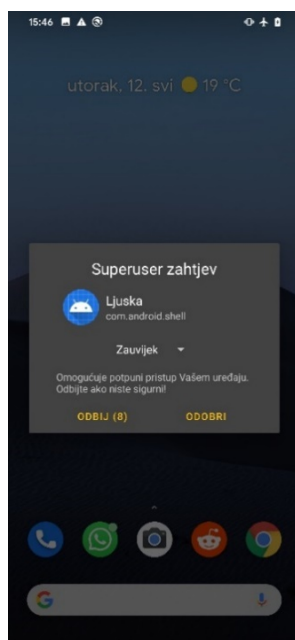 15:46
utorak, 12. svi 19 °C
Superuser zahtjev
Ljuska
com.android.shell
Zauvijek
Omogućuje potpuni pristup Vašem uređaju.
Odbijte ako niste sigurni!
ODBIJ (8) ODOBRI
G